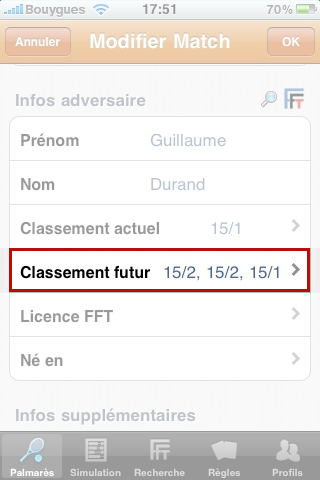 Bouygues 17:51 70%
Annuler Modifier Match OK
Infos adversaire FFT
Prénom Guillaume
Nom Durand
Classement actuel 15/1
Classement futur 15/2, 15/2, 15/1
Licence FFT
Né en
Infos supplémentaires
Palmarès Simulation Recherche Règles Profils